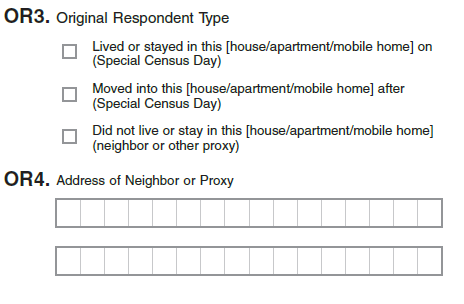 OR3. Original Respondent Type
Lived or stayed in this [house/apartment/mobile home] on
(Special Census Day)
Moved into this [house/apartment/mobile home] after
(Special Census Day)
Did not live or stay in this [house/apartment/mobile home]
(neighbor or other proxy)
OR4. Address of Neighbor or Proxy